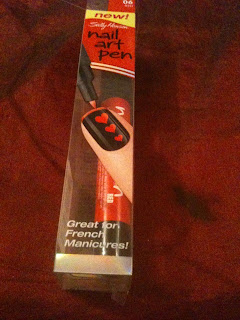 06
new!
Sally Hansen
nail
art
pen
Great for
French
Manicures!